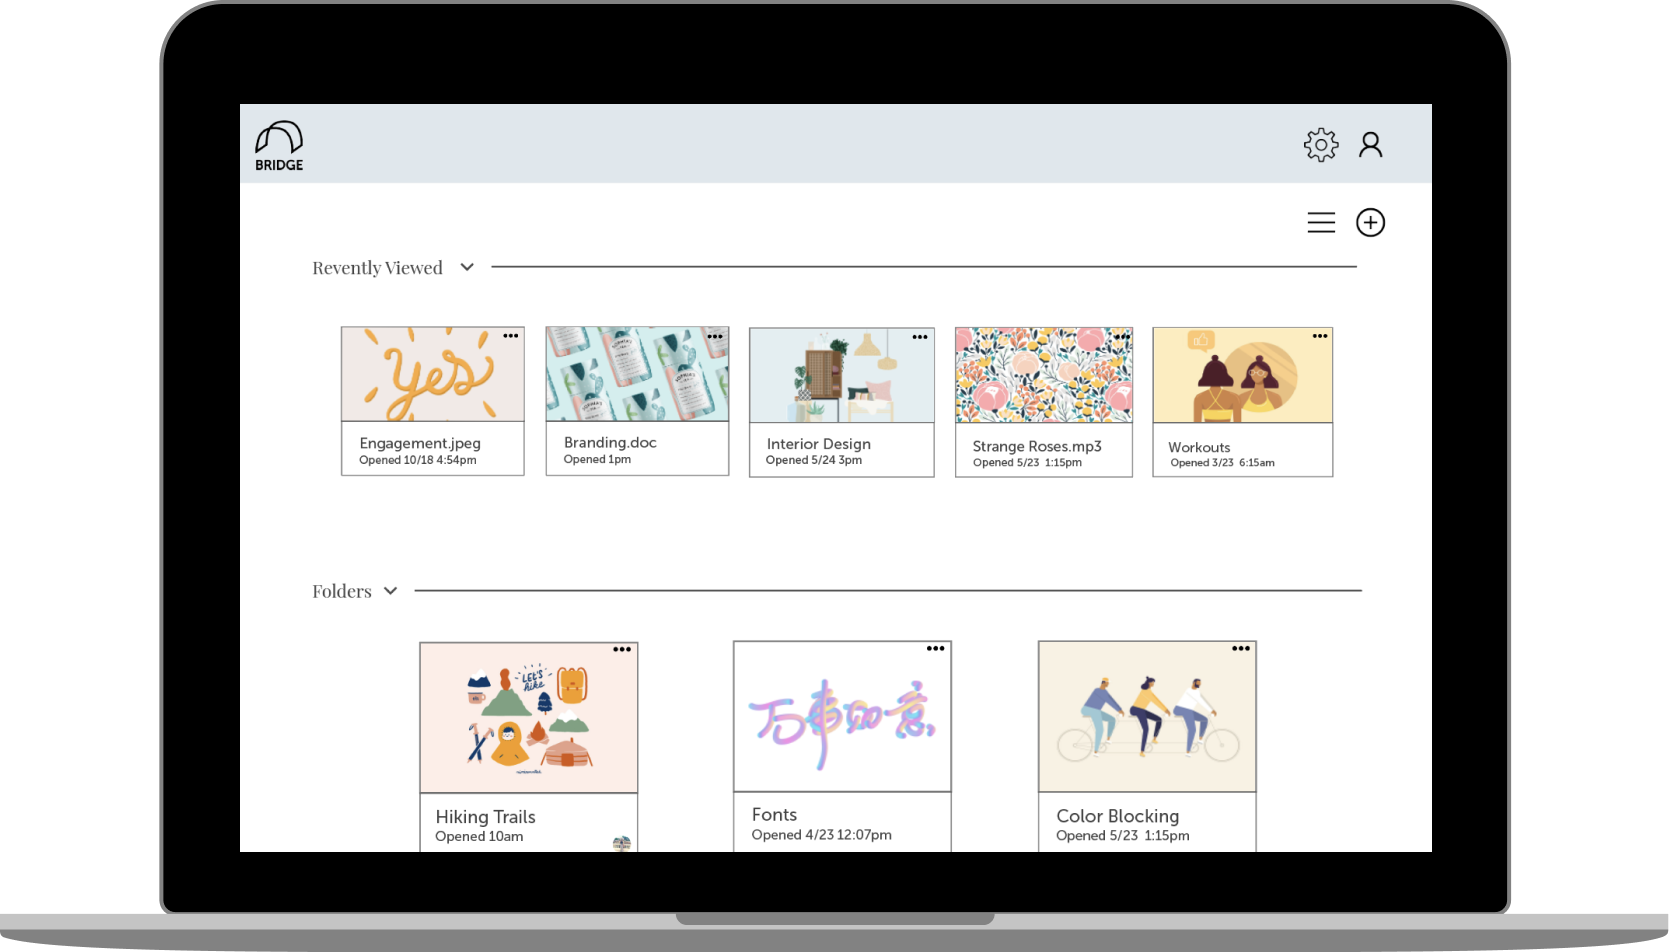 BRIDGE
Revently Viewed
yes
Engagement.jpeg
Opened 10/18 4:54pm
Branding.doc
Opened 1pm
Interior Design
Opened 5/24 3pm
Strange Roses.mp3
Opened 5/23 1:15pm
Workouts
Opened 3/23 6:15am
Folders
LET'S
hike
万事如意
Hiking Trails
Opened 10am
Fonts
Opened 4/23 12:07pm
Color Blocking
Opened 5/23 1:15pm